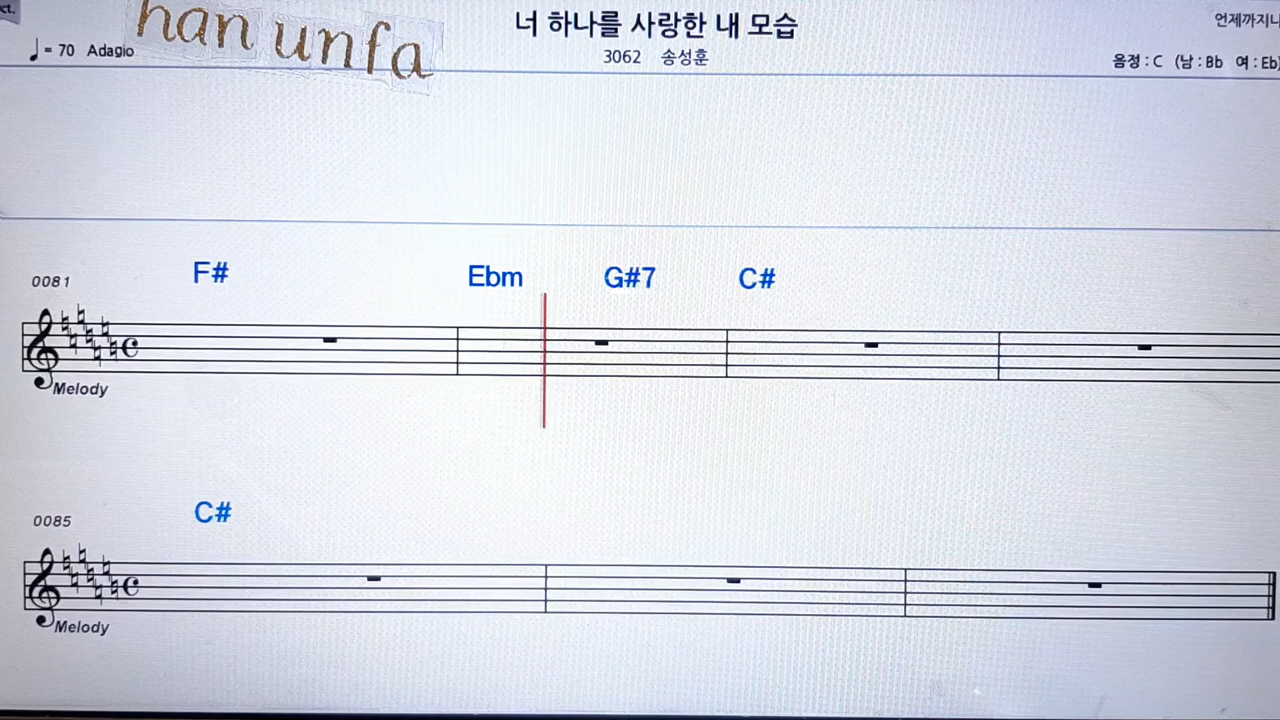 ct.
han unfa
너 하나를 사랑한 내 모습
언제까지나
= 70 Adagio
3062 송성훈
음정 : C (남 : Bb 여 : Eb)
F# Ebm G#7 C#
0081
Melody
C#
0085
Melody